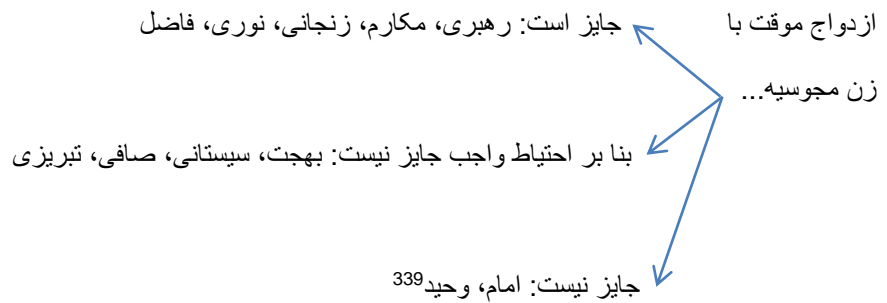 ازدواج موقت با
زن مجوسیه...
جایز است: رهبری، مکارم، زنجانی، نوری، فاضل
بنا بر احتیاط واجب جایز نیست: بهجت، سیستانی، صافی، تبریزی
جایز نیست: امام، وحید339